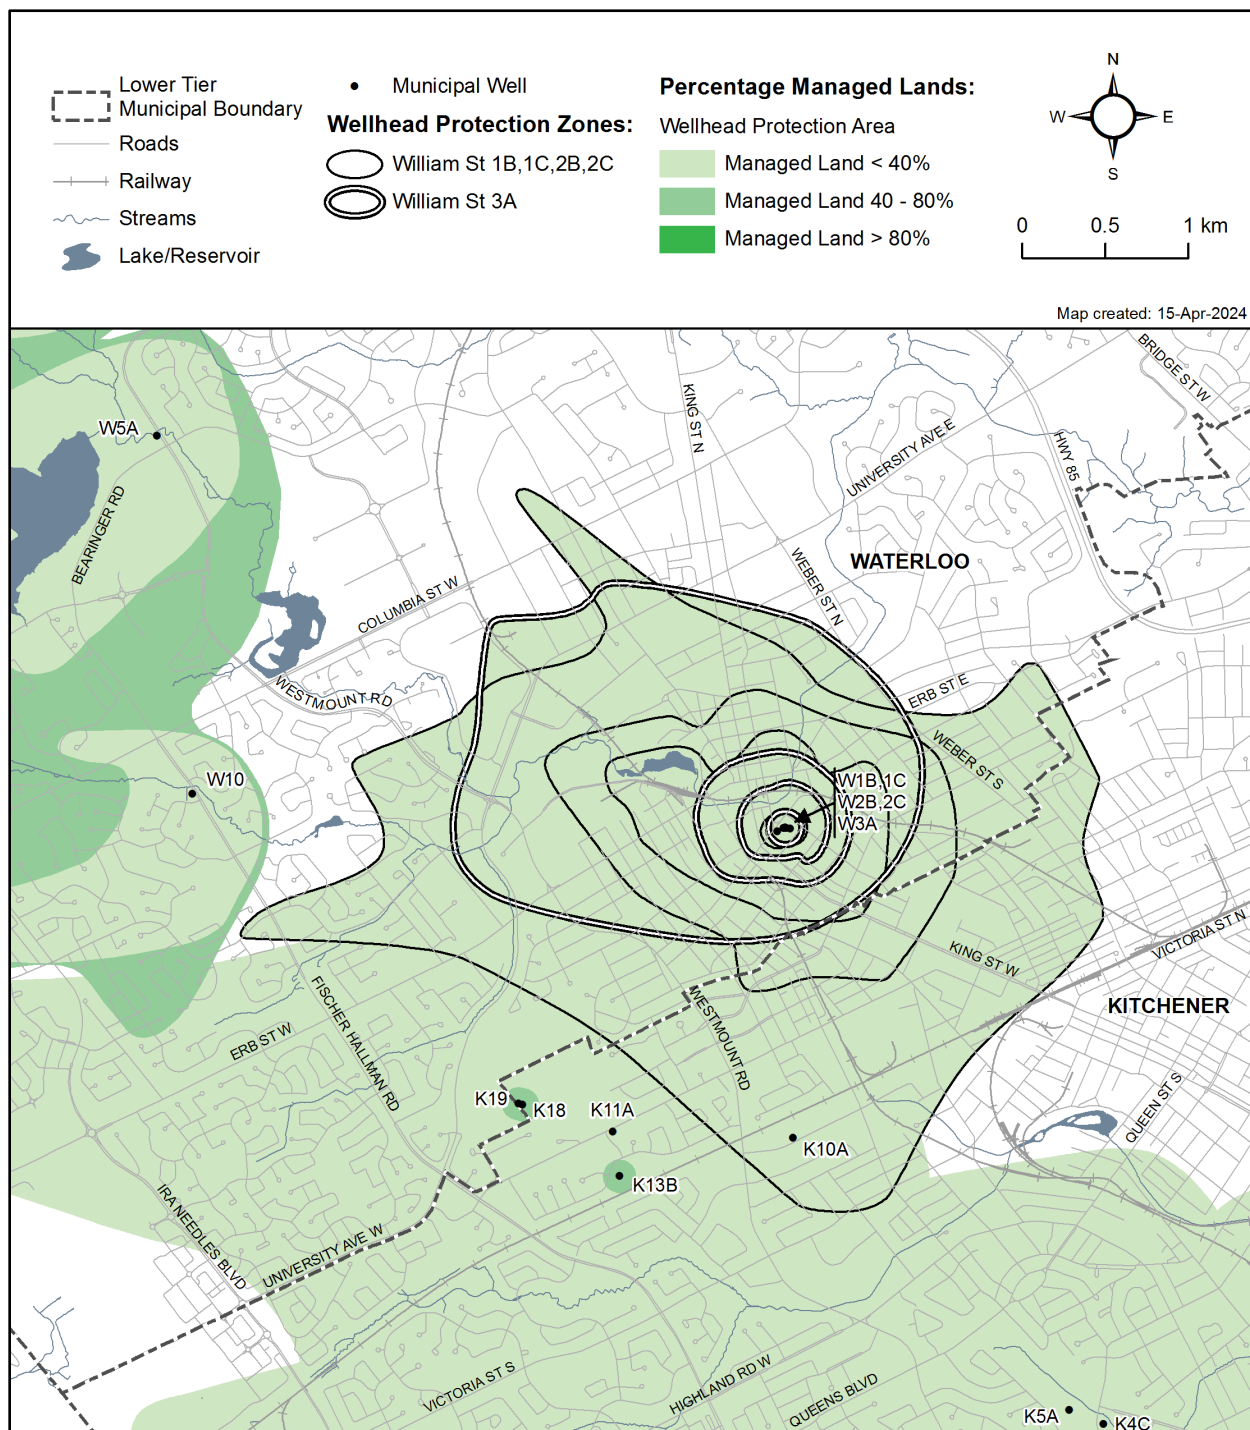 Lower Tier
Municipal Boundary
Roads
Railway
Streams
Lake/Reservoir
Municipal Well
Wellhead Protection Zones:
William St 1B,1C,2B,2C
William St 3A
Percentage Managed Lands:
Wellhead Protection Area
Managed Land < 40%
Managed Land 40 - 80%
Managed Land > 80%
N
W
E
S
0 0.5 1 km
Map created: 15-Apr-2024
BRIDGE ST W
KING ST N
W5A
UNIVERSITY AVE E
HWY 85
BEARINGER RD
WEBER ST N
WATERLOO
COLUMBIA ST W
WESTMOUNT RD
ERB ST E
WEBER ST S
W10
W1B,1C
W2B,2C
W3A
VICTORIA ST N
KING ST W
KITCHENER
FISCHER HALLMAN RD
WESTMOUNT RD
ERB ST W
K19
K18
K11A
K10A
QUEEN ST S
K13B
IRA NEEDLES BLVD
UNIVERSITY AVE W
VICTORIA ST S
HIGHLAND RD W
QUEENS BLVD
K5A
K4C